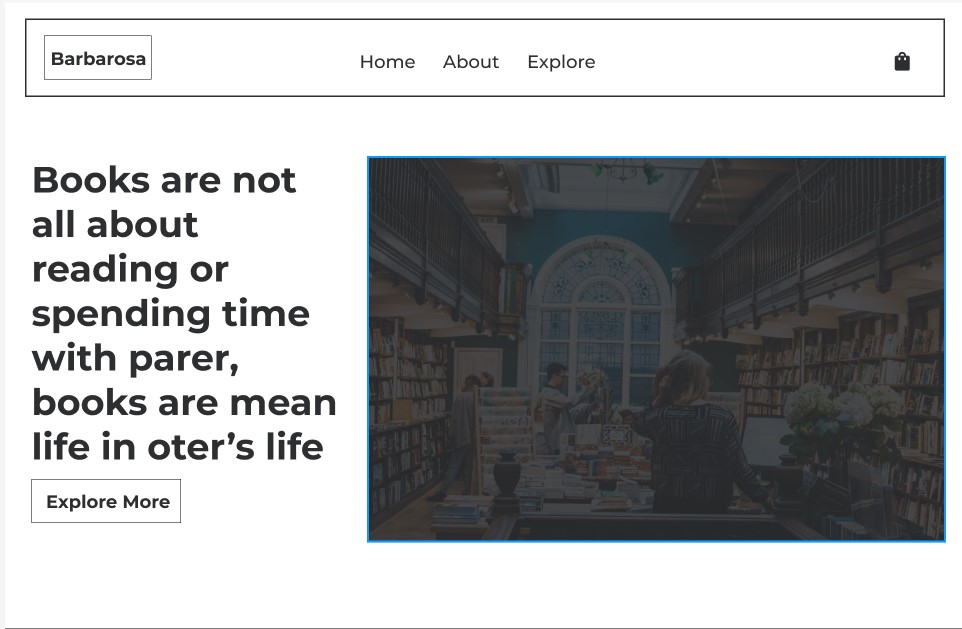 Barbarosa
Home About Explore
Books are not
all about
reading or
spending time
with parer,
books are mean
life in oter’s life
Explore More